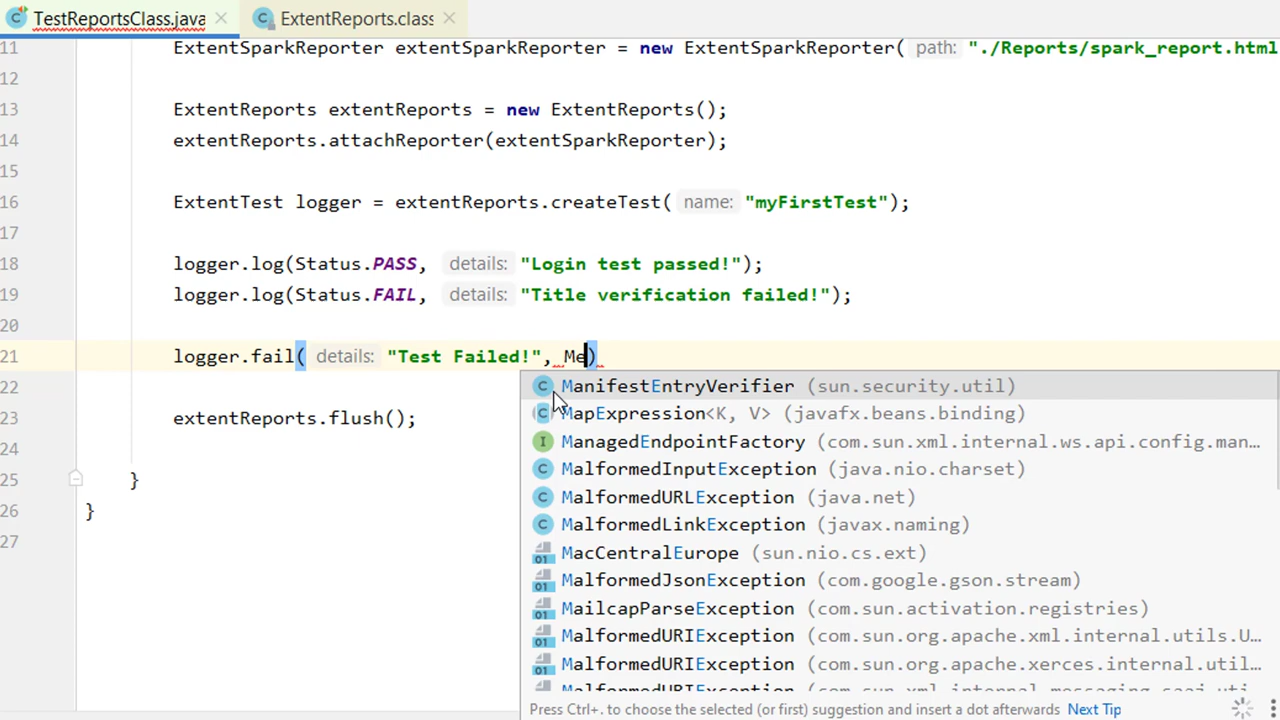 TestReportsClass.java ExtentReports.class
11 ExtentSparkReporter extentSparkReporter = new ExtentSparkReporter( path: "./Reports/spark_report.html
12
13 ExtentReports extentReports = new ExtentReports();
14 extentReports.attachReporter(extentSparkReporter);
15
16 ExtentTest logger = extentReports.createTest( name: "myFirstTest");
17
18 logger.log(Status.PASS, details: "Login test passed!");
19 logger.log(Status.FAIL, details: "Title verification failed!");
20
21 logger.fail( details: "Test Failed!", Me)
22 ManifestEntryVerifier (sun.security.util)
MapExpression<K, V> (javafx.beans.binding)
23 extentReports.flush();
ManagedEndpointFactory (com.sun.xml.internal.ws.api.config.man...
24 MalformedInputException (java.nio.charset)
25 }
MalformedURLException (java.net)
26 }
MalformedLinkException (javax.naming)
27
MacCentralEurope (sun.nio.cs.ext)
MalformedJsonException (com.google.gson.stream)
MailcapParseException (com.sun.activation.registries)
MalformedURIException (com.sun.org.apache.xml.internal.utils.U...
MalformedURIException (com.sun.org.apache.xerces.internal.util...
Press Ctrl+. to choose the selected (or first) suggestion and insert a dot afterwards Next Tip